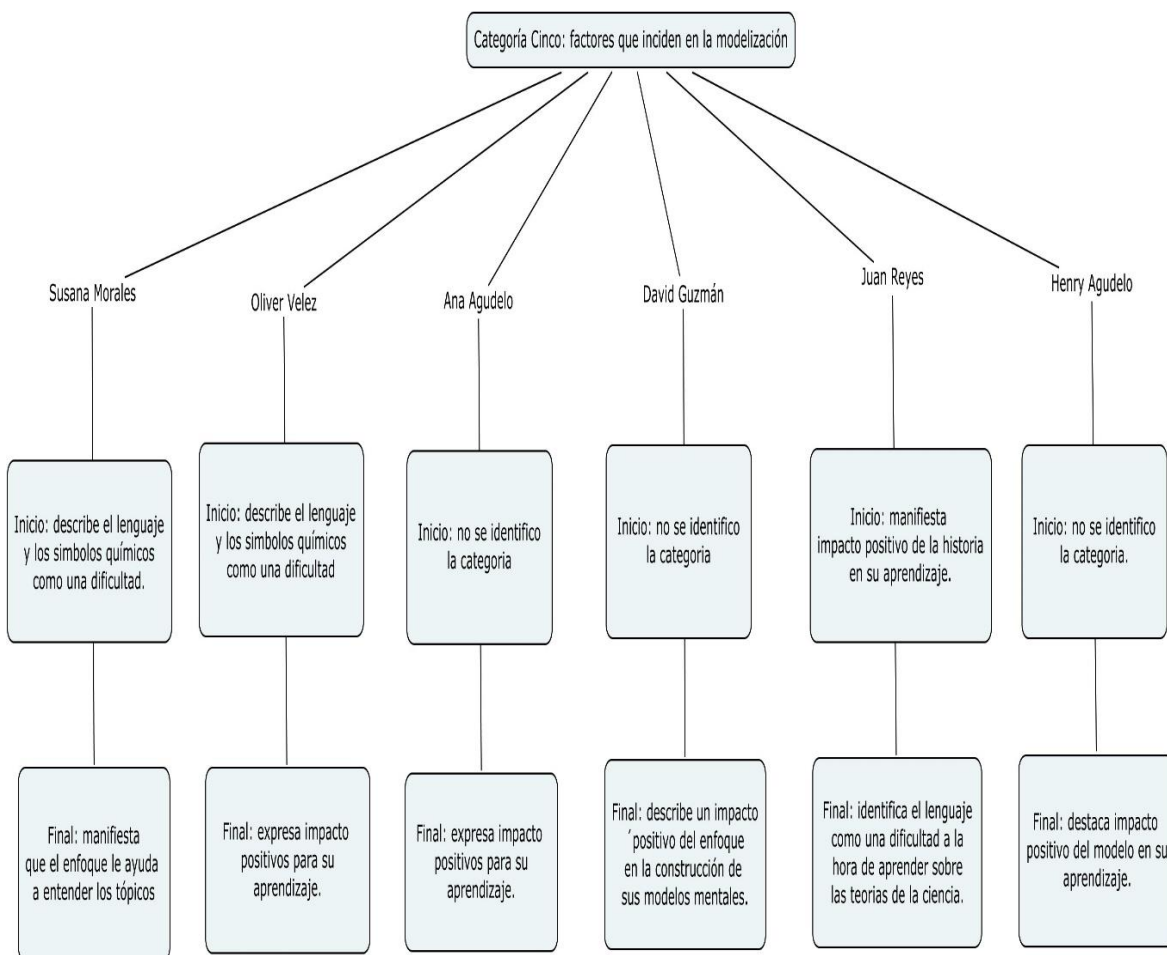 Categoría Cinco: factores que inciden en la modelización
Susana Morales
Oliver Velez
Ana Agudelo
David Guzmán
Juan Reyes
Henry Agudelo
Inicio: describe el lenguaje
y los simbolos químicos
como una dificultad.
Inicio: describe el lenguaje
y los simbolos químicos
como una dificultad
Inicio: no se identifico
la categoria
Inicio: no se identifico
la categoria
Inicio: manifiesta
impacto positivo de la historia
en su aprendizaje.
Inicio: no se identifico
la categoria.
Final: manifiesta
que el enfoque le ayuda
a entender los tópicos
Final: expresa impacto
positivos para su
aprendizaje.
Final: expresa impacto
positivos para su
aprendizaje.
Final: describe un impacto
´positivo del enfoque
en la construcción de
sus modelos mentales.
Final: identifica el lenguaje
como una dificultad a la
hora de aprender sobre
las teorias de la ciencia.
Final: destaca impacto
positivo del modelo en su
aprendizaje.